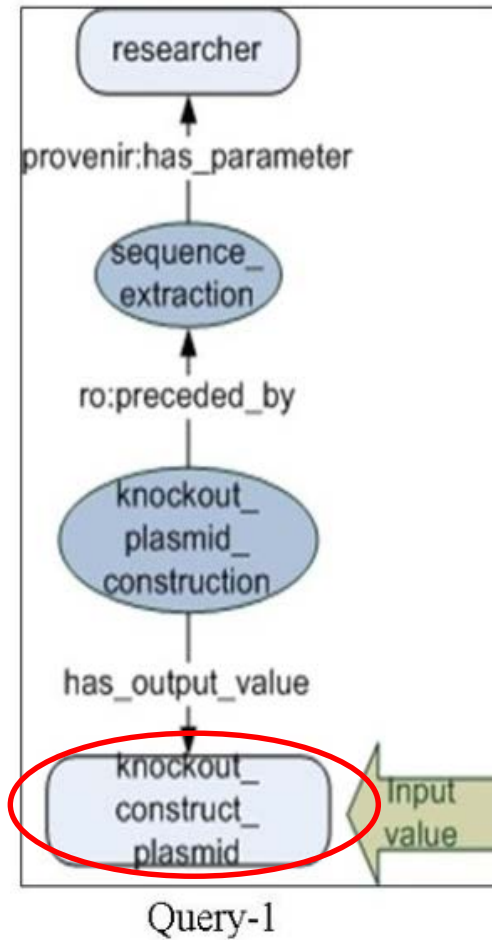 researcher
provenir:has_parameter
sequence_
extraction
ro:preceded_by
knockout_
plasmid_
construction
has_output_value
knockout_
construct_
plasmid
Input
value
Query-1